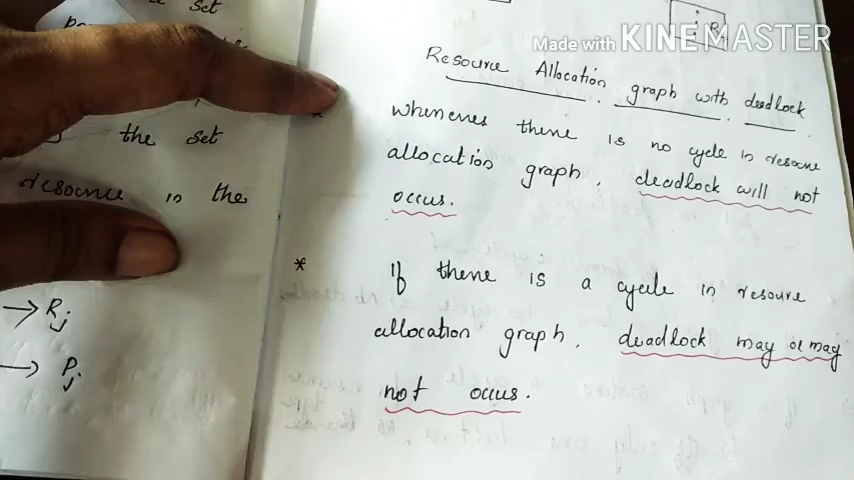 a set
the set
resource is the
→ Rj
→ Pj
Made with KINEMASTER
Resource Allocation graph with deadlock
* whenever there is no cycle in resource
allocation graph, deadlock will not
occur.
* If there is a cycle in resource
allocation graph, deadlock may or may
not occur.